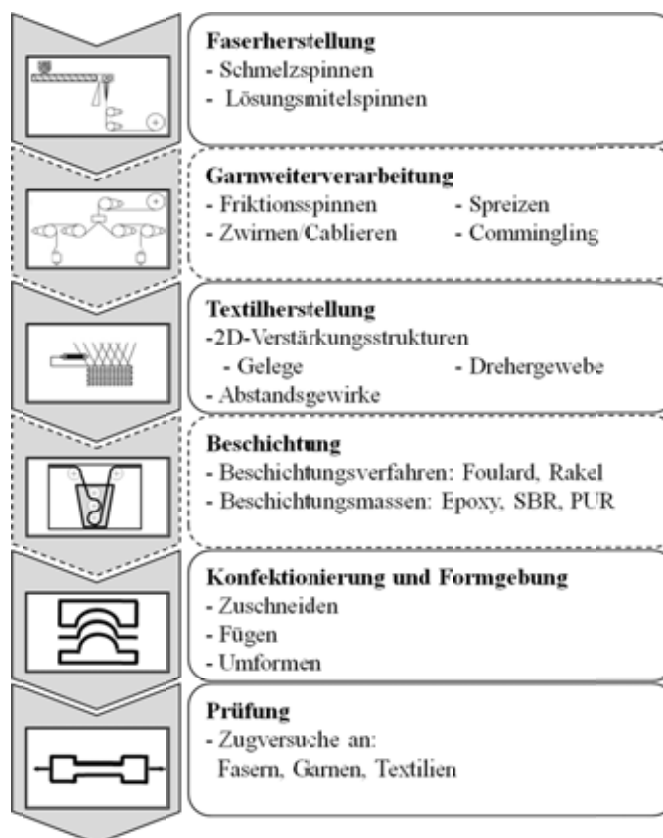 Faserherstellung
- Schmelzspinnen
- Lösungsmitelspinnen
Garnweiterverarbeitung
- Friktionsspinnen - Spreizen
- Zwirnen/Cablieren - Commingling
Textilherstellung
-2D-Verstärkungsstrukturen
- Gelege - Drehergewebe
- Abstandsgewirke
Beschichtung
- Beschichtungsverfahren: Foulard, Rakel
- Beschichtungsmassen: Epoxy, SBR, PUR
Konfektionierung und Formgebung
- Zuschneiden
- Fügen
- Umformen
Prüfung
- Zugversuche an:
Fasern, Garnen, Textilien